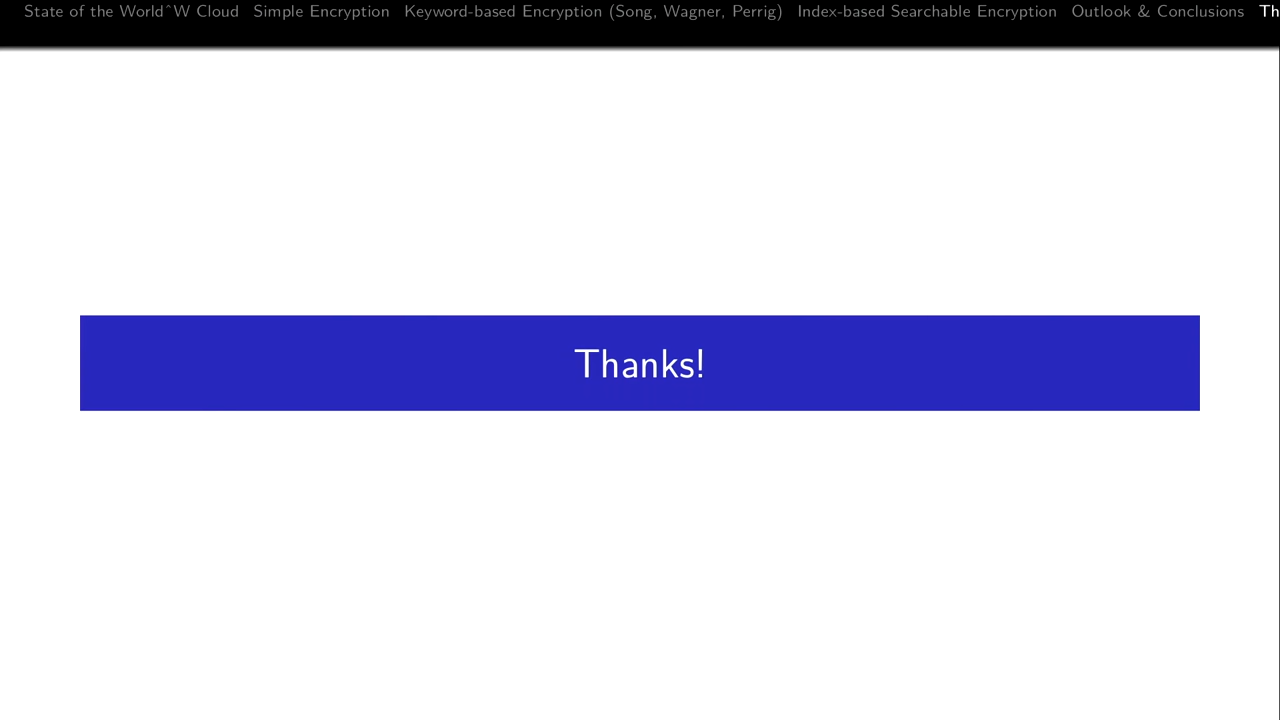 State of the World^W Cloud Simple Encryption Keyword-based Encryption (Song, Wagner, Perrig) Index-based Searchable Encryption Outlook & Conclusions Th
Thanks!